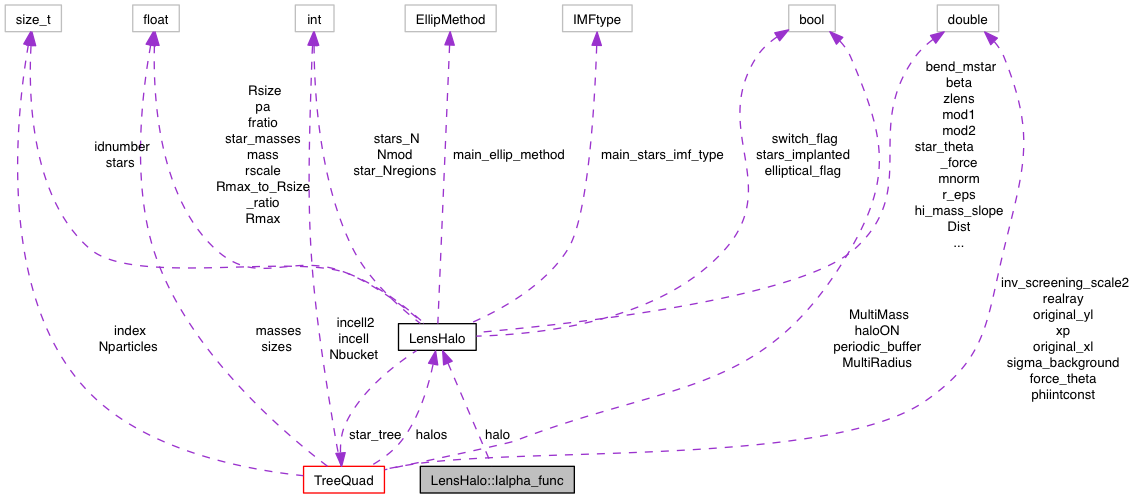 size_t
float
int
EllipMethod
IMFtype
bool
double
idnumber
stars
Rsize
pa
fratio
star_masses
mass
rscale
Rmax_to_Rsize
_ratio
Rmax
stars_N
Nmod
star_Nregions
main_ellip_method
main_stars_imf_type
switch_flag
stars_implanted
elliptical_flag
bend_mstar
beta
zlens
mod1
mod2
star_theta
_force
mnorm
r_eps
hi_mass_slope
Dist
...
index
Nparticles
masses
sizes
incell2
incell
Nbucket
LensHalo
MultiMass
haloON
periodic_buffer
MultiRadius
inv_screening_scale2
realray
original_yl
xp
original_xl
sigma_background
force_theta
phiintconst
star_tree
halos
halo
TreeQuad
LensHalo::Ialpha_func